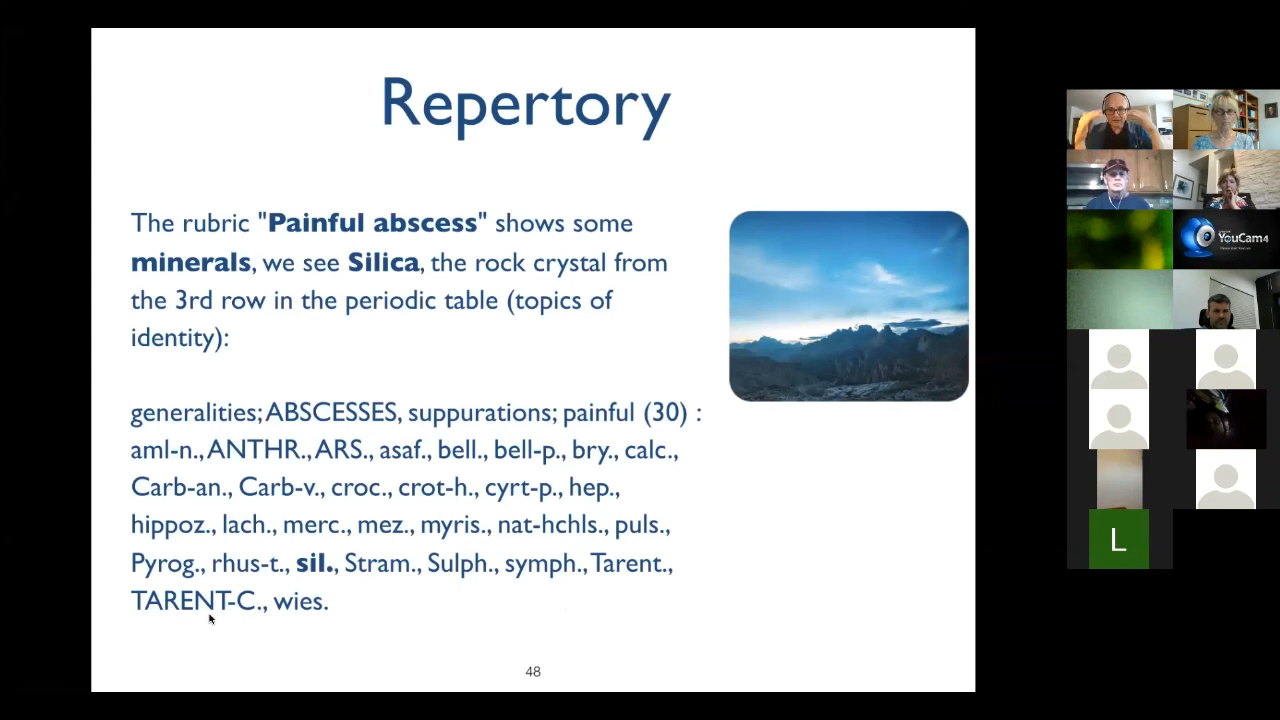 Repertory
The rubric "Painful abscess" shows some
minerals, we see Silica, the rock crystal from
the 3rd row in the periodic table (topics of
identity):
generalities; ABSCESSES, suppurations; painful (30) :
aml-n., ANTHR., ARS., asaf., bell., bell-p., bry., calc.,
Carb-an., Carb-v., croc., crot-h., cyrt-p., hep.,
hippoz., lach., merc., mez., myris., nat-hchls., puls.,
Pyrog., rhus-t., sil., Stram., Sulph., symph., Tarent.,
TARENT-C., wies.
48
YouCam4
L